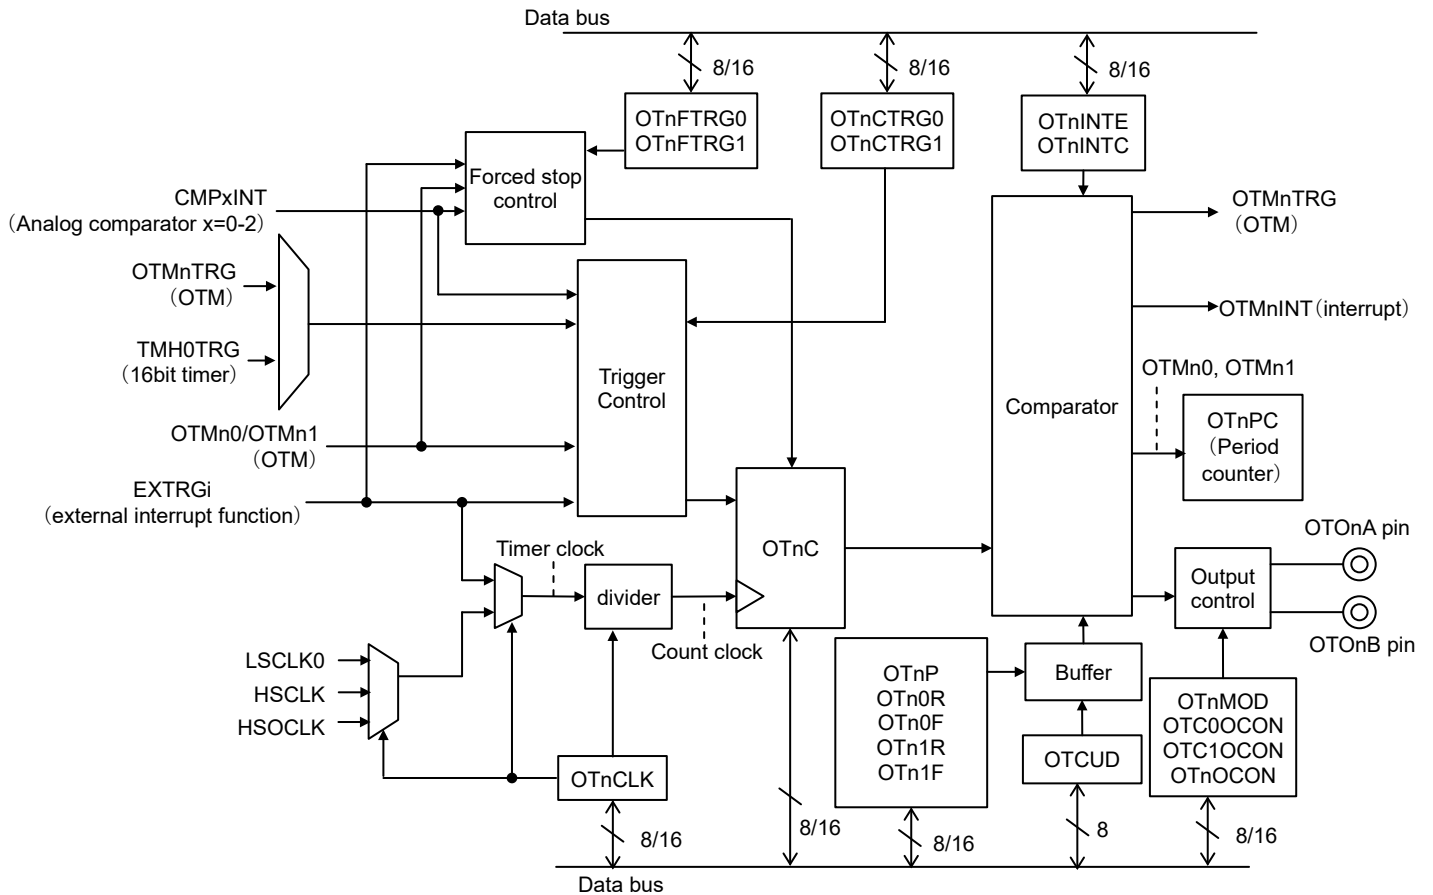 Data bus
8/16
8/16
8/16
OTnFTRG0
OTnFTRG1
OTnCTRG0
OTnCTRG1
OTnINTE
OTnINTC
Forced stop
control
CMPxINT
(Analog comparator x=0-2)
OTMnTRG
(OTM)
TMH0TRG
(16bit timer)
OTMn0/OTMn1
(OTM)
EXTRGi
(external interrupt function)
Trigger
Control
Comparator
OTMnTRG
(OTM)
OTMnINT(interrupt)
OTMn0, OTMn1
OTnPC
(Period
counter)
OTnC
Timer clock
divider
Count clock
LSCLK0
HSCLK
HSOCLK
OTnCLK
OTnP
OTn0R
OTn0F
OTn1R
OTn1F
Buffer
OTCUD
Output
control
OTOnA pin
OTOnB pin
OTnMOD
OTC0OCON
OTC1OCON
OTnOCON
8/16
8/16
8/16
8
8/16
Data bus